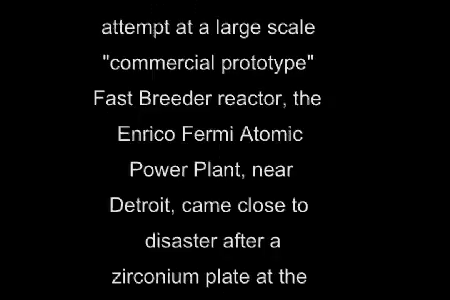 attempt at a large scale
"commercial prototype"
Fast Breeder reactor, the
Enrico Fermi Atomic
Power Plant, near
Detroit, came close to
disaster after a
zirconium plate at the